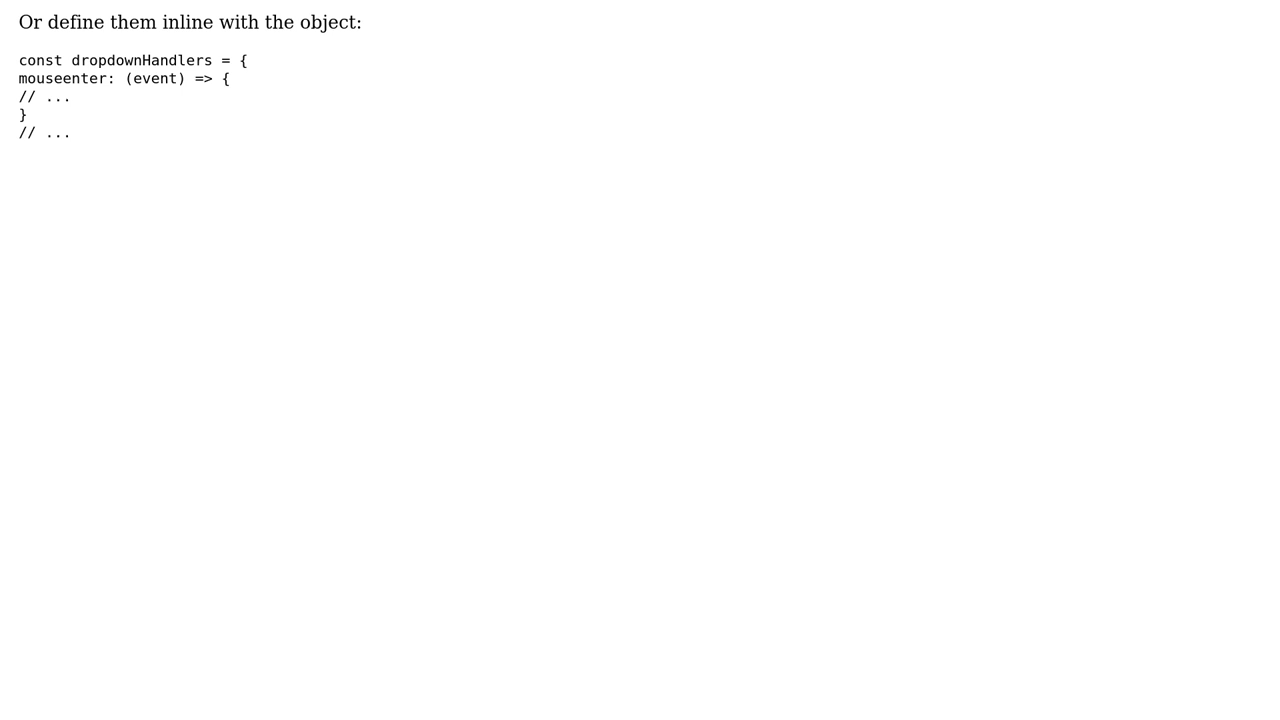 Or define them inline with the object:
const dropdownHandlers = {
mouseenter: (event) => {
// ...
}
// ...